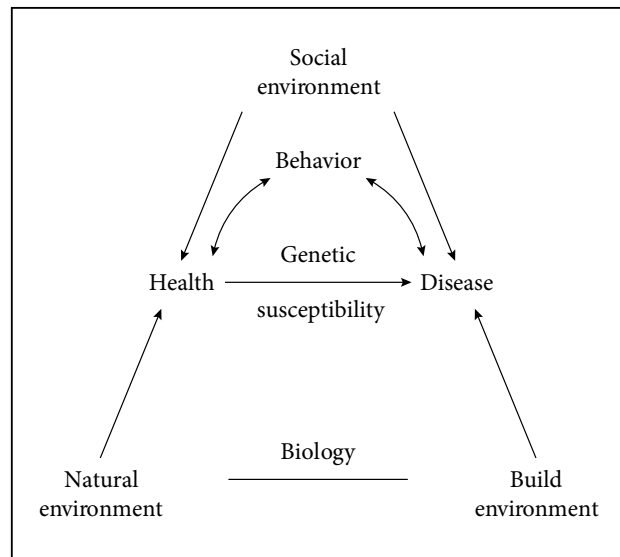 Social
environment
Behavior
Genetic
Health
Disease
susceptibility
Biology
Natural
environment
Build
environment